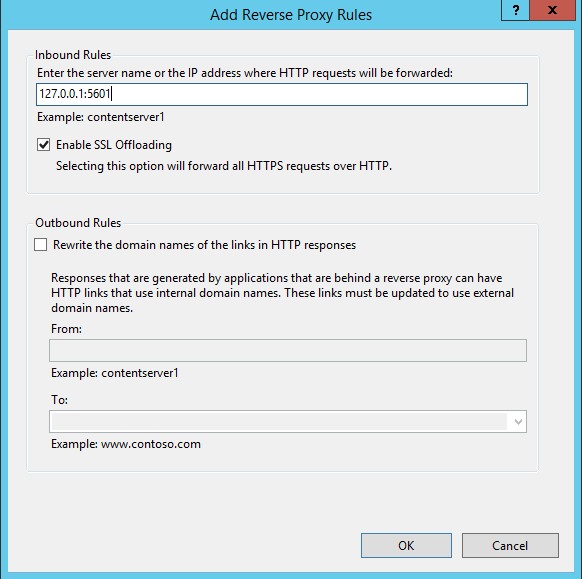 Add Reverse Proxy Rules
?
x
Inbound Rules
Enter the server name or the IP address where HTTP requests will be forwarded:
127.0.0.1:5601
Example: contentserver1
Enable SSL Offloading
Selecting this option will forward all HTTPS requests over HTTP.
Outbound Rules
Rewrite the domain names of the links in HTTP responses
Responses that are generated by applications that are behind a reverse proxy can have
HTTP links that use internal domain names. These links must be updated to use external
domain names.
From:
Example: contentserver1
To:
Example: www.contoso.com
OK
Cancel